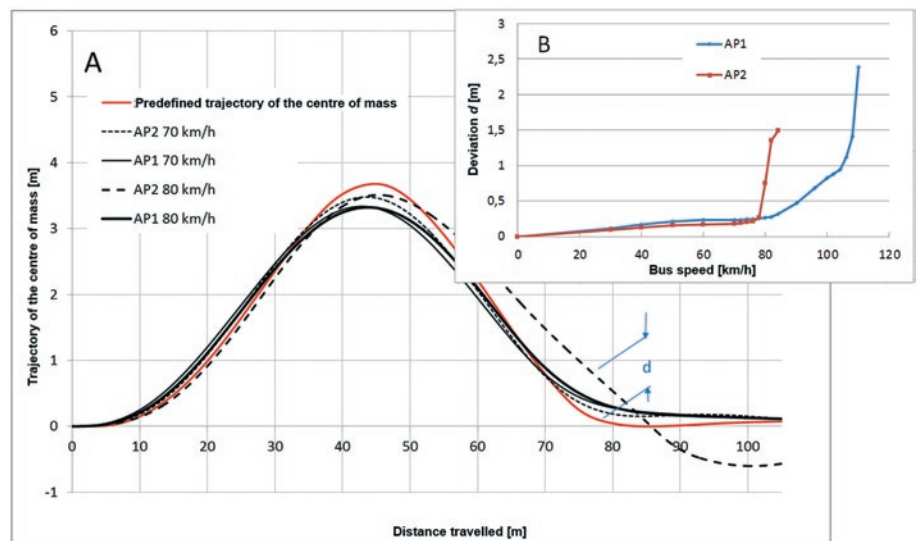 A
Predefined trajectory of the centre of mass
AP2 70 km/h
AP1 70 km/h
AP2 80 km/h
AP1 80 km/h
Trajectory of the centre of mass [m]
6
5
4
3
2
1
0
-1
0 10 20 30 40 50 60 70 80 90 100
Distance travelled [m]
d
B
AP1
AP2
Deviation d [m]
3
2,5
2
1,5
1
0,5
0
0 20 40 60 80 100 120
Bus speed [km/h]